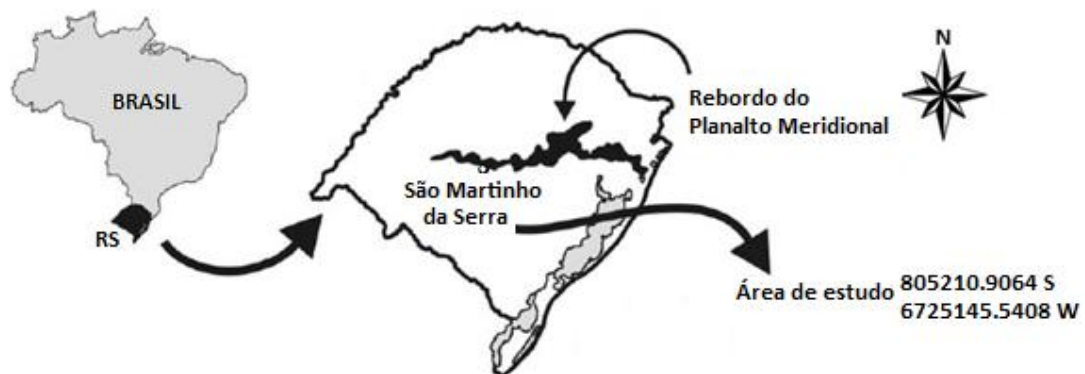 BRASIL
RS
São Martinho
da Serra
Rebordo do
Planalto Meridional
N
Área de estudo
805210.9064 S
6725145.5408 W